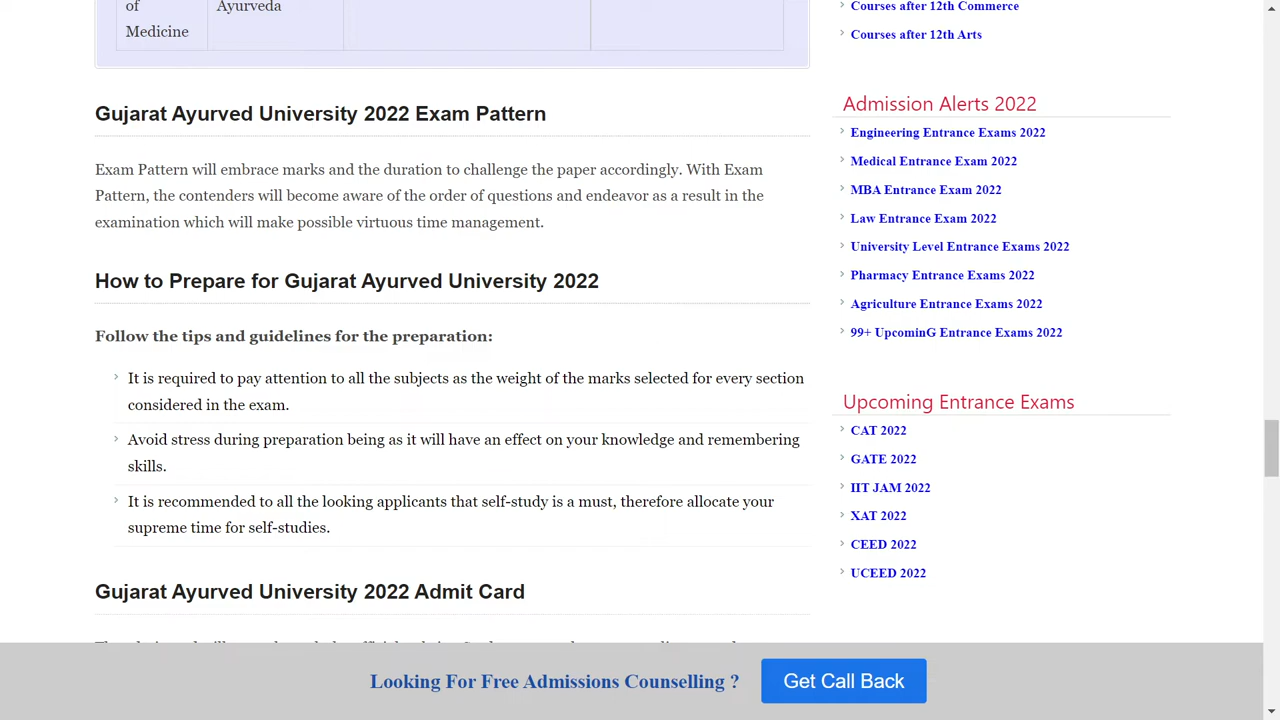 of
Medicine
Ayurveda
Gujarat Ayurved University 2022 Exam Pattern
Exam Pattern will embrace marks and the duration to challenge the paper accordingly. With Exam
Pattern, the contenders will become aware of the order of questions and endeavor as a result in the
examination which will make possible virtuous time management.
How to Prepare for Gujarat Ayurved University 2022
Follow the tips and guidelines for the preparation:
It is required to pay attention to all the subjects as the weight of the marks selected for every section
considered in the exam.
Avoid stress during preparation being as it will have an effect on your knowledge and remembering
skills.
It is recommended to all the looking applicants that self-study is a must, therefore allocate your
supreme time for self-studies.
Gujarat Ayurved University 2022 Admit Card
Courses after 12th Commerce
Courses after 12th Arts
Admission Alerts 2022
Engineering Entrance Exams 2022
Medical Entrance Exam 2022
MBA Entrance Exam 2022
Law Entrance Exam 2022
University Level Entrance Exams 2022
Pharmacy Entrance Exams 2022
Agriculture Entrance Exams 2022
99+ UpcominG Entrance Exams 2022
Upcoming Entrance Exams
CAT 2022
GATE 2022
IIT JAM 2022
XAT 2022
CEED 2022
UCEED 2022
Looking For Free Admissions Counselling ?
Get Call Back